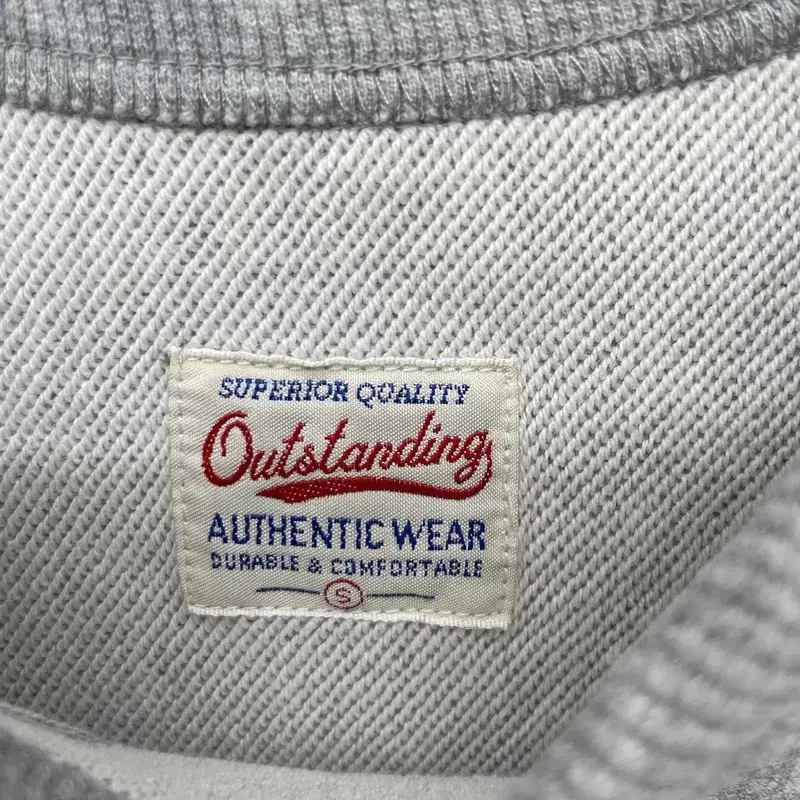 SUPERIOR QUALITY
Outstanding
AUTHENTIC WEAR
DURABLE & COMFORTABLE
S